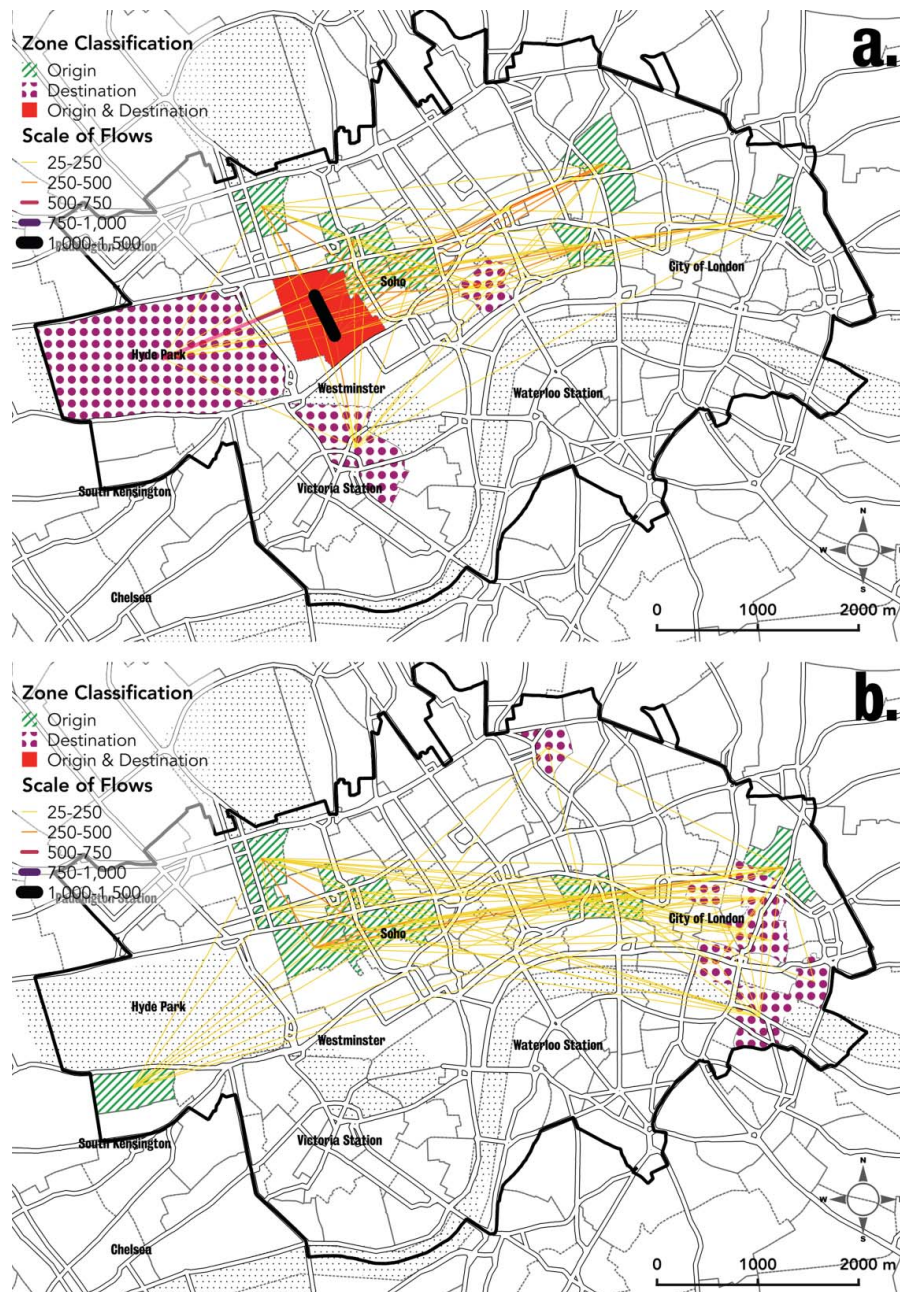 a.
Zone Classification
Origin
Destination
Origin & Destination
Scale of Flows
25-250
250-500
500-750
750-1,000
1,000-1,500
Paddington Station
Soho
City of London
Hyde Park
Westminster
Waterloo Station
South Kensington
Victoria Station
Chelsea
N
W E
S
0 1000 2000 m
b.
Zone Classification
Origin
Destination
Origin & Destination
Scale of Flows
25-250
250-500
500-750
750-1,000
1,000-1,500
Paddington Station
City of London
Soho
Hyde Park
Westminster
Waterloo Station
South Kensington
Victoria Station
Chelsea
N
W E
S
0 1000 2000 m